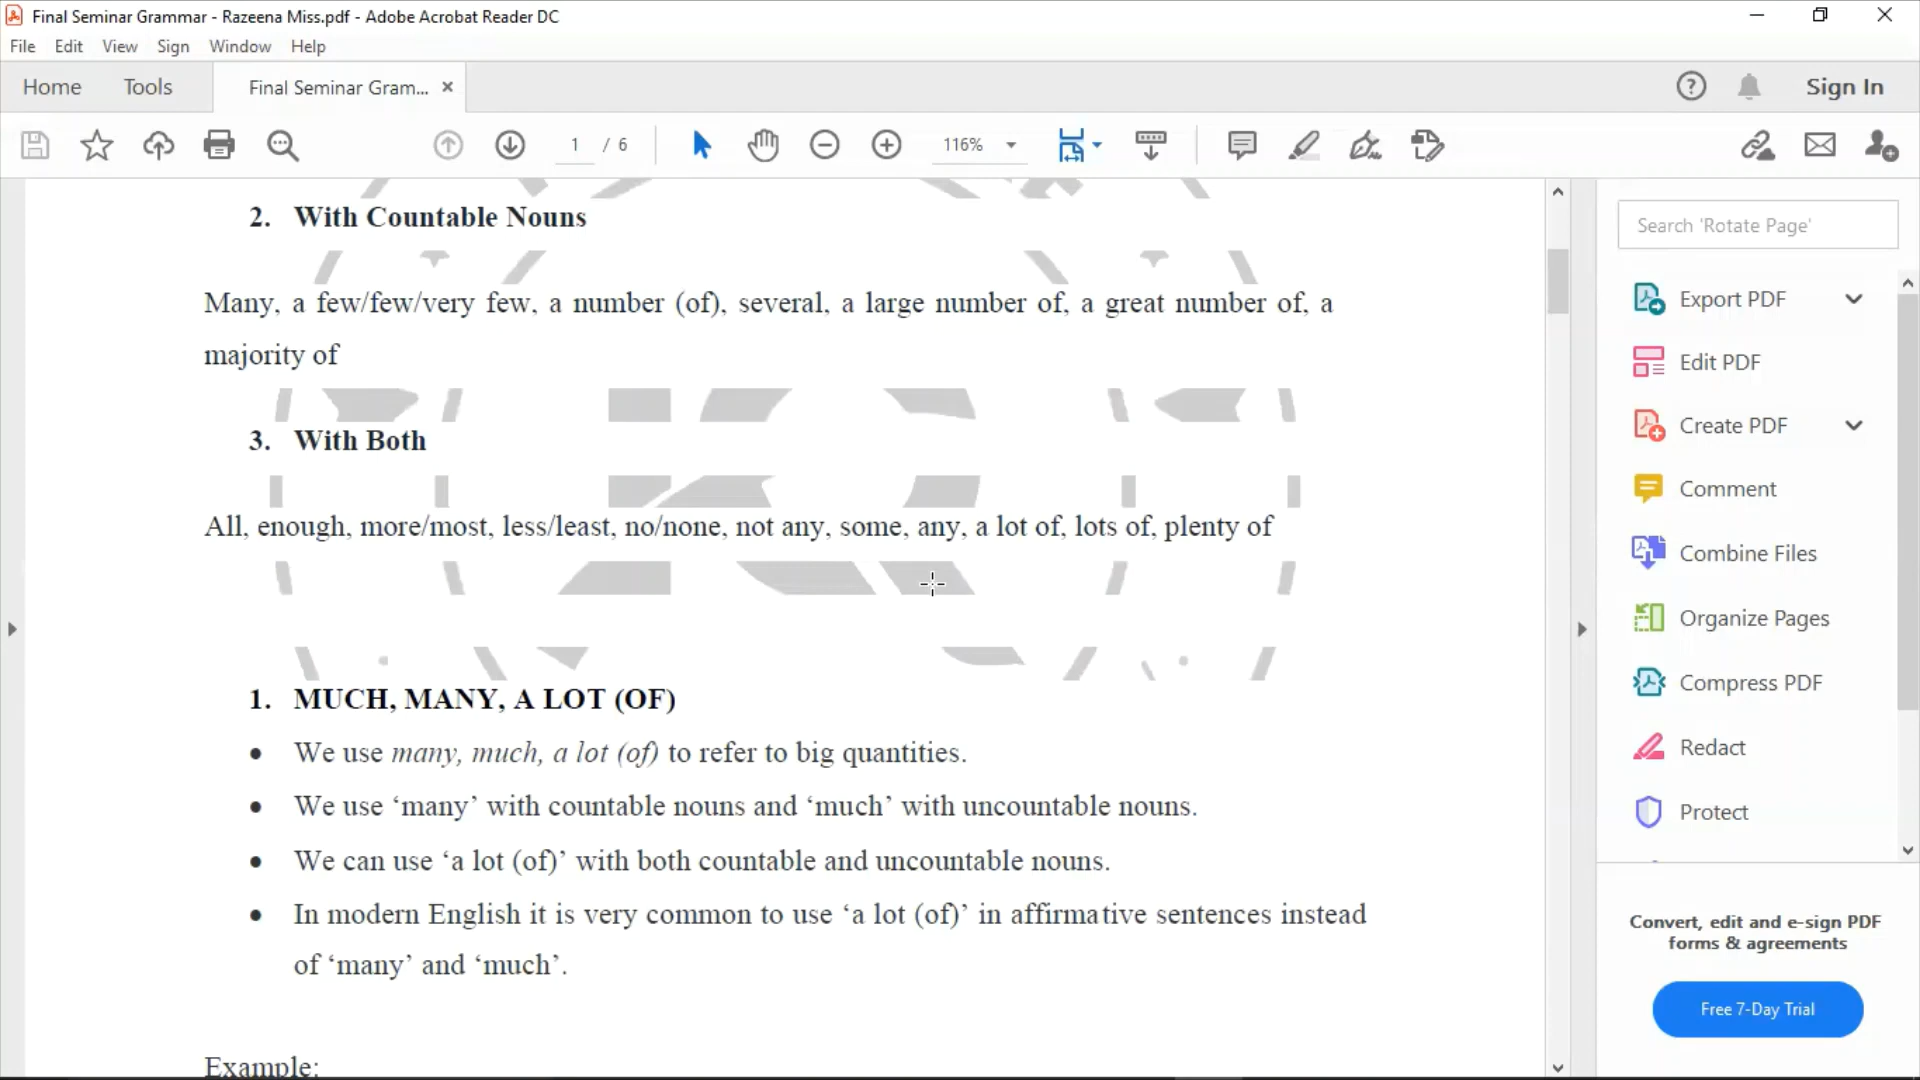 Final Seminar Grammar - Razeena Miss.pdf - Adobe Acrobat Reader DC
File Edit View Sign Window Help
Home Tools Final Seminar Gram... × Sign In
1 / 6 116%
2. With Countable Nouns
Many, a few/few/very few, a number (of), several, a large number of, a great number of, a
majority of
3. With Both
All, enough, more/most, less/least, no/none, not any, some, any, a lot of, lots of, plenty of
1. MUCH, MANY, A LOT (OF)
• We use many, much, a lot (of) to refer to big quantities.
• We use ‘many’ with countable nouns and ‘much’ with uncountable nouns.
• We can use ‘a lot (of)’ with both countable and uncountable nouns.
• In modern English it is very common to use ‘a lot (of)’ in affirmative sentences instead
of ‘many’ and ‘much’.
Example:
Search 'Rotate Page'
Export PDF
Edit PDF
Create PDF
Comment
Combine Files
Organize Pages
Compress PDF
Redact
Protect
Convert, edit and e-sign PDF
forms & agreements
Free 7-Day Trial